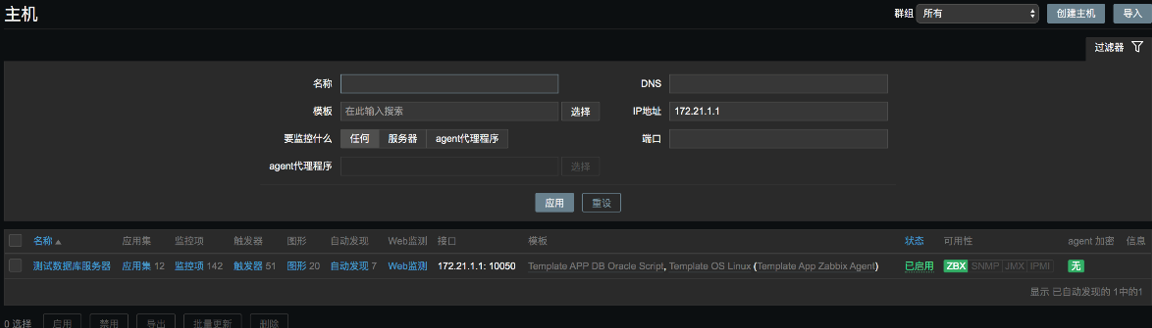 主机 群组 所有 创建主机 导入
过滤器
名称 DNS
模板 在此输入搜索 选择 IP地址 172.21.1.1
要监控什么 任何 服务器 agent代理程序 端口
agent代理程序 选择
应用 重设
名称 应用集 监控项 触发器 图形 自动发现 Web监测 接口 模板 状态 可用性 agent 加密 信息
测试数据库服务器 应用集 12 监控项 142 触发器 51 图形 20 自动发现 7 Web监测 172.21.1.1: 10050 Template APP DB Oracle Script, Template OS Linux (Template App Zabbix Agent) 已启用 ZBX SNMP JMX IPMI 无
显示 已自动发现的 1中的1
0 选择 启用 禁用 导出 批量更新 删除